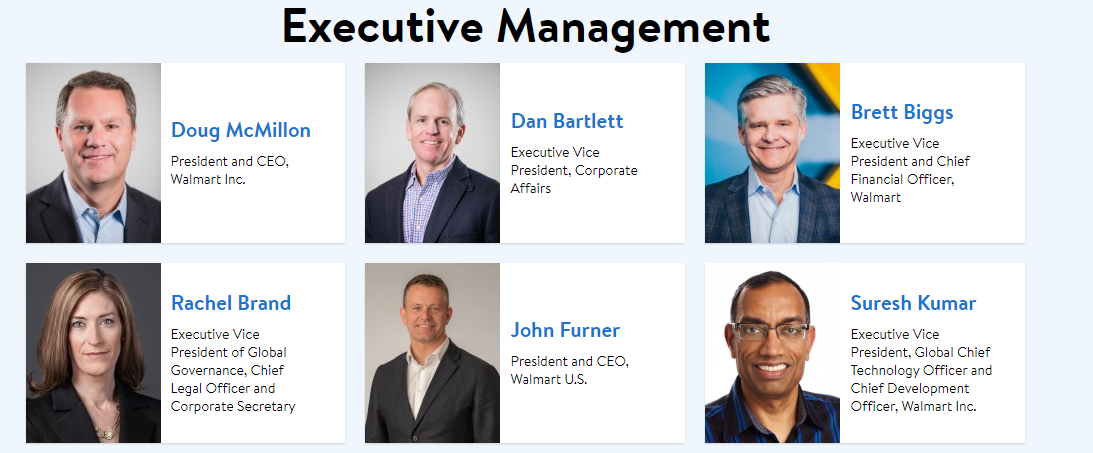 Executive Management
Doug McMillon
President and CEO,
Walmart Inc.
Dan Bartlett
Executive Vice
President, Corporate
Affairs
Brett Biggs
Executive Vice
President and Chief
Financial Officer,
Walmart
Rachel Brand
Executive Vice
President of Global
Governance, Chief
Legal Officer and
Corporate Secretary
John Furner
President and CEO,
Walmart U.S.
Suresh Kumar
Executive Vice
President, Global Chief
Technology Officer and
Chief Development
Officer, Walmart Inc.